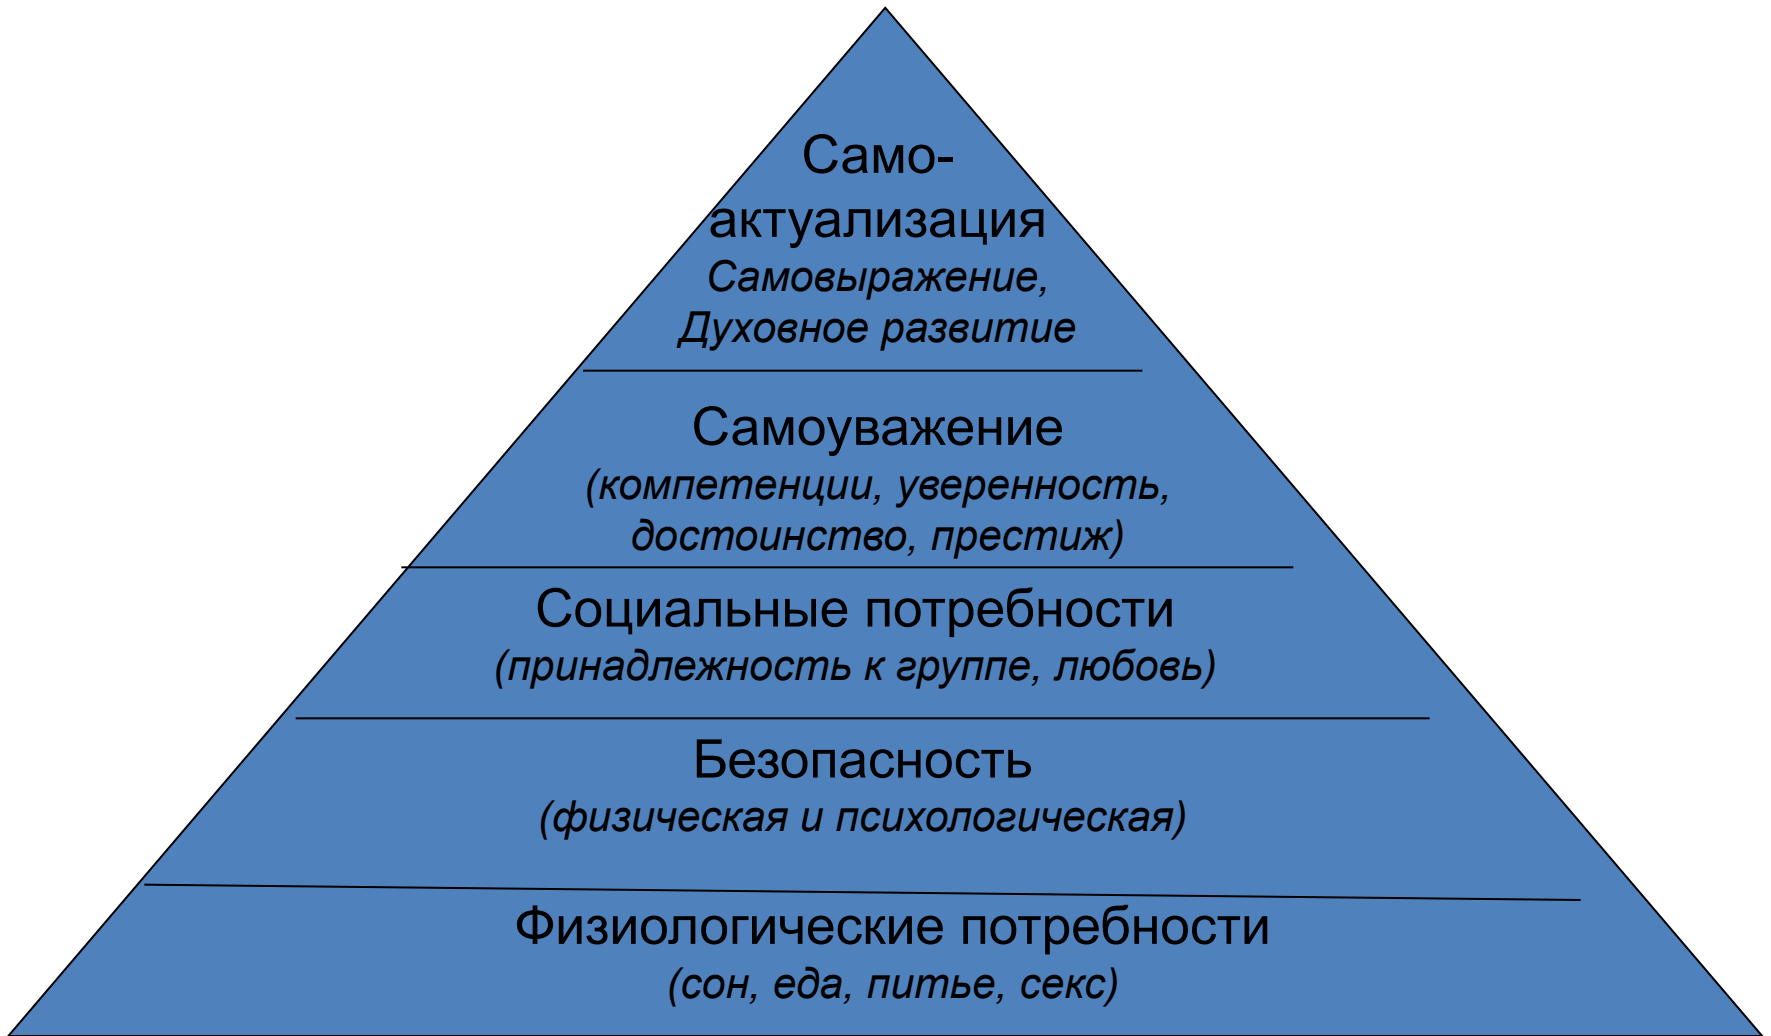 Само-
актуализация
Самовыражение,
Духовное развитие
Самоуважение
(компетенции, уверенность,
достоинство, престиж)
Социальные потребности
(принадлежность к группе, любовь)
Безопасность
(физическая и психологическая)
Физиологические потребности
(сон, еда, питье, секс)